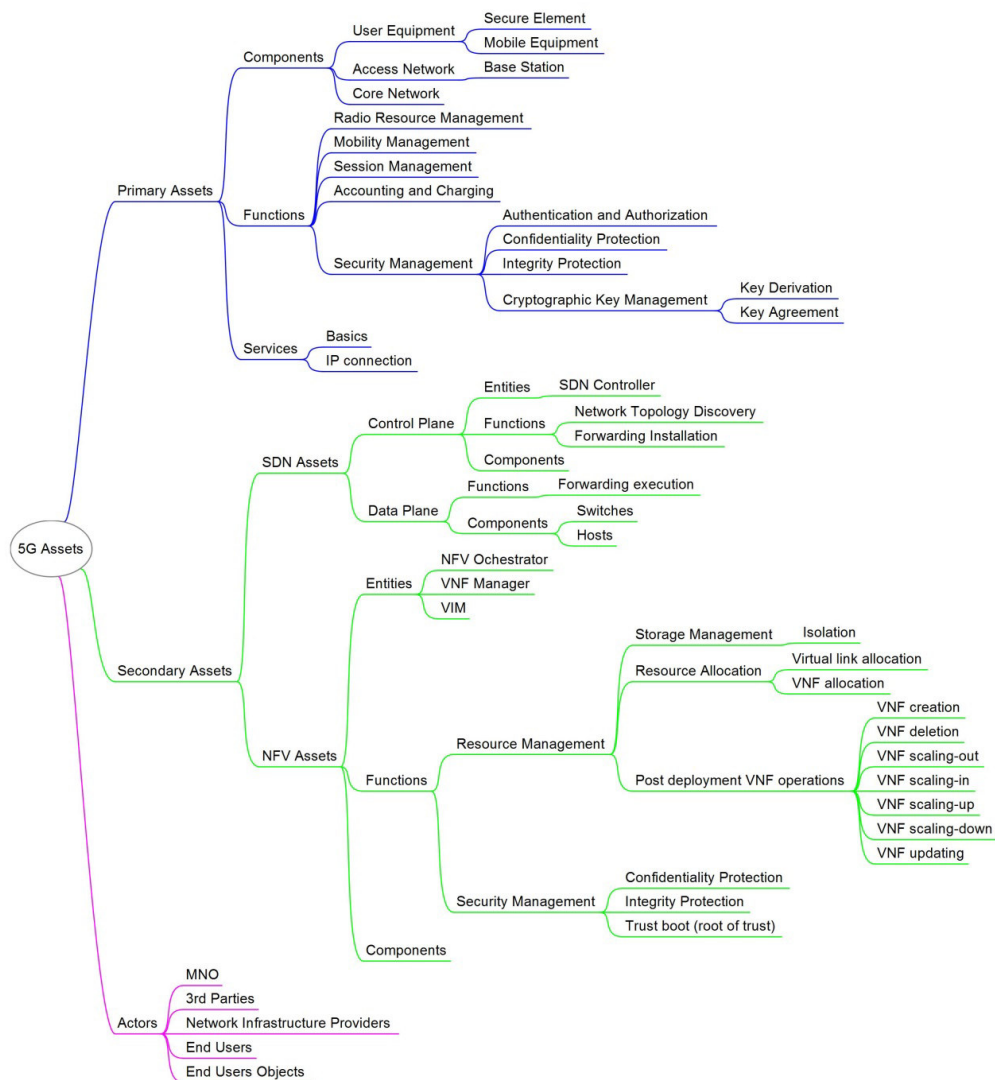 Secure Element
User Equipment
Mobile Equipment
Components
Access Network
Base Station
Core Network
Radio Resource Management
Mobility Management
Session Management
Primary Assets
Accounting and Charging
Functions
Authentication and Authorization
Confidentiality Protection
Security Management
Integrity Protection
Cryptographic Key Management
Key Derivation
Key Agreement
Services
Basics
IP connection
5G Assets
Secondary Assets
SDN Assets
Control Plane
Entities
SDN Controller
Functions
Network Topology Discovery
Forwarding Installation
Components
Data Plane
Functions
Forwarding execution
Components
Switches
Hosts
NFV Assets
Entities
NFV Ochestrator
VNF Manager
VIM
Functions
Resource Management
Storage Management
Isolation
Resource Allocation
Virtual link allocation
VNF allocation
Post deployment VNF operations
VNF creation
VNF deletion
VNF scaling-out
VNF scaling-in
VNF scaling-up
VNF scaling-down
VNF updating
Security Management
Confidentiality Protection
Integrity Protection
Trust boot (root of trust)
Components
Actors
MNO
3rd Parties
Network Infrastructure Providers
End Users
End Users Objects